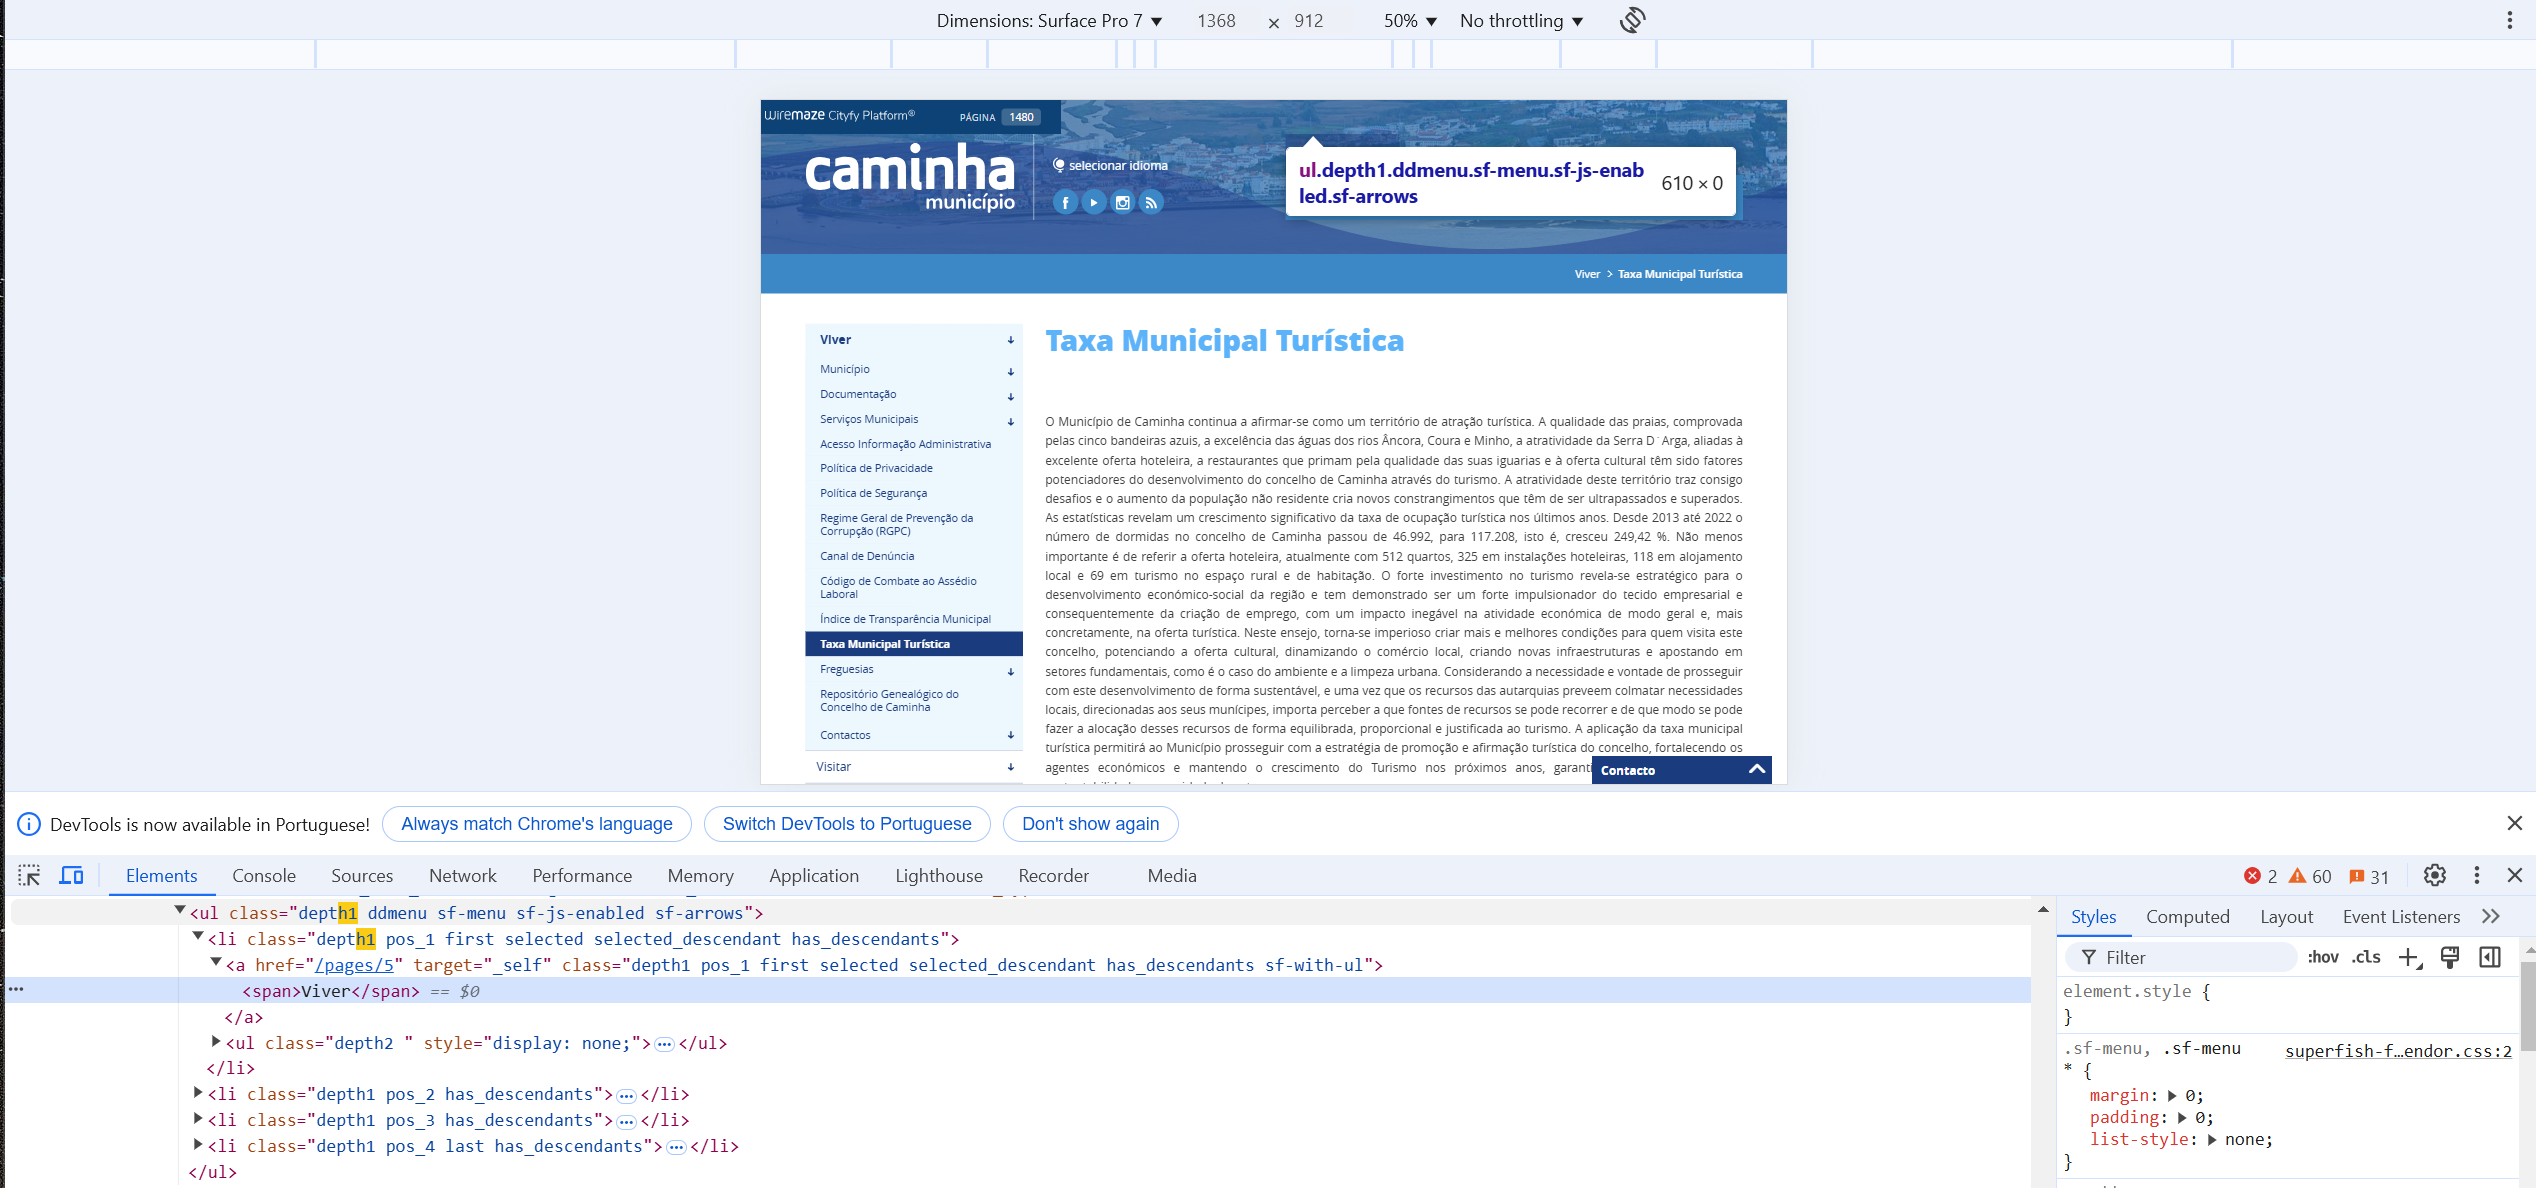 Dimensions: Surface Pro 7 ▼ 1368 × 912 50% ▼ No throttling ▼
wiremaze Cityfy Platform® PÁGINA 1480
caminha
município
selecionar idioma
ul.depth1.ddmenu.sf-menu.sf-js-enab
led.sf-arrows
610 × 0
Viver > Taxa Municipal Turística
Viver
Município
Documentação
Serviços Municipais
Acesso Informação Administrativa
Política de Privacidade
Política de Segurança
Regime Geral de Prevenção da
Corrupção (RGPC)
Canal de Denúncia
Código de Combate ao Assédio
Laboral
Índice de Transparência Municipal
Taxa Municipal Turística
Freguesias
Repositório Genealógico do
Concelho de Caminha
Contactos
Visitar
Taxa Municipal Turística
O Município de Caminha continua a afirmar-se como um território de atração turística. A qualidade das praias, comprovada
pelas cinco bandeiras azuis, a excelência das águas dos rios Âncora, Coura e Minho, a atratividade da Serra D´Arga, aliadas à
excelente oferta hoteleira, a restaurantes que primam pela qualidade das suas iguarias e à oferta cultural têm sido fatores
potenciadores do desenvolvimento do concelho de Caminha através do turismo. A atratividade deste território traz consigo
desafios e o aumento da população não residente cria novos constrangimentos que têm de ser ultrapassados e superados.
As estatísticas revelam um crescimento significativo da taxa de ocupação turística nos últimos anos. Desde 2013 até 2022 o
número de dormidas no concelho de Caminha passou de 46.992, para 117.208, isto é, cresceu 249,42 %. Não menos
importante é de referir a oferta hoteleira, atualmente com 512 quartos, 325 em instalações hoteleiras, 118 em alojamento
local e 69 em turismo no espaço rural e de habitação. O forte investimento no turismo revela-se estratégico para o
desenvolvimento económico-social da região e tem demonstrado ser um forte impulsionador do tecido empresarial e
consequentemente da criação de emprego, com um impacto inegável na atividade económica de modo geral e, mais
concretamente, na oferta turística. Neste ensejo, torna-se imperioso criar mais e melhores condições para quem visita este
concelho, potenciando a oferta cultural, dinamizando o comércio local, criando novas infraestruturas e apostando em
setores fundamentais, como é o caso do ambiente e a limpeza urbana. Considerando a necessidade e vontade de prosseguir
com este desenvolvimento de forma sustentável, e uma vez que os recursos das autarquias preveem colmatar necessidades
locais, direcionadas aos seus munícipes, importa perceber a que fontes de recursos se pode recorrer e de que modo se pode
fazer a alocação desses recursos de forma equilibrada, proporcional e justificada ao turismo. A aplicação da taxa municipal
turística permitirá ao Município prosseguir com a estratégia de promoção e afirmação turística do concelho, fortalecendo os
agentes económicos e mantendo o crescimento do Turismo nos próximos anos, garanti
Contacto
DevTools is now available in Portuguese! Always match Chrome's language Switch DevTools to Portuguese Don't show again
Elements Console Sources Network Performance Memory Application Lighthouse Recorder Media 2 60 31
<ul class="depth1 ddmenu sf-menu sf-js-enabled sf-arrows">
<li class="depth1 pos_1 first selected selected_descendant has_descendants">
<a href="/pages/5" target="_self" class="depth1 pos_1 first selected selected_descendant has_descendants sf-with-ul">
<span>Viver</span> == $0
</a>
<ul class="depth2 " style="display: none;">…</ul>
</li>
<li class="depth1 pos_2 has_descendants">…</li>
<li class="depth1 pos_3 has_descendants">…</li>
<li class="depth1 pos_4 last has_descendants">…</li>
</ul>
Styles Computed Layout Event Listeners
Filter :hov .cls
element.style {
}
.sf-menu, .sf-menu superfish-f…endor.css:2
* {
margin: 0;
padding: 0;
list-style: none;
}